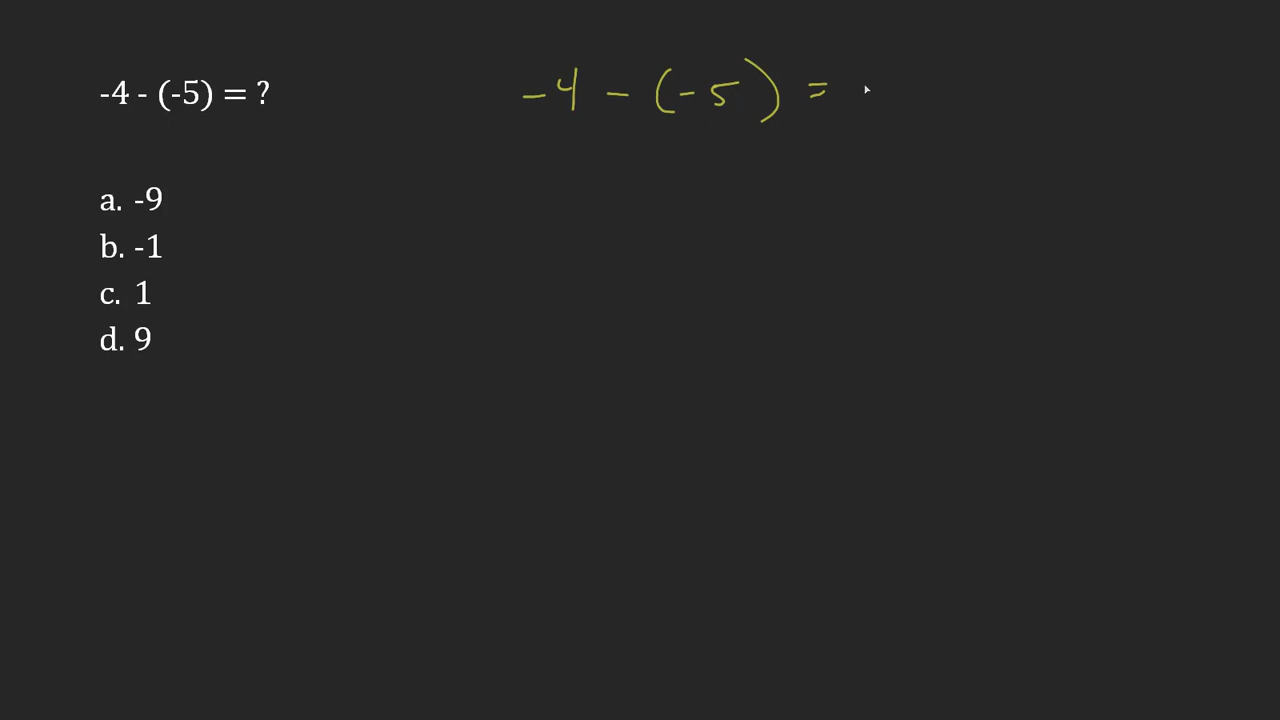 -4 - (-5) = ?
-4 - (-5) =
a. -9
b. -1
c. 1
d. 9